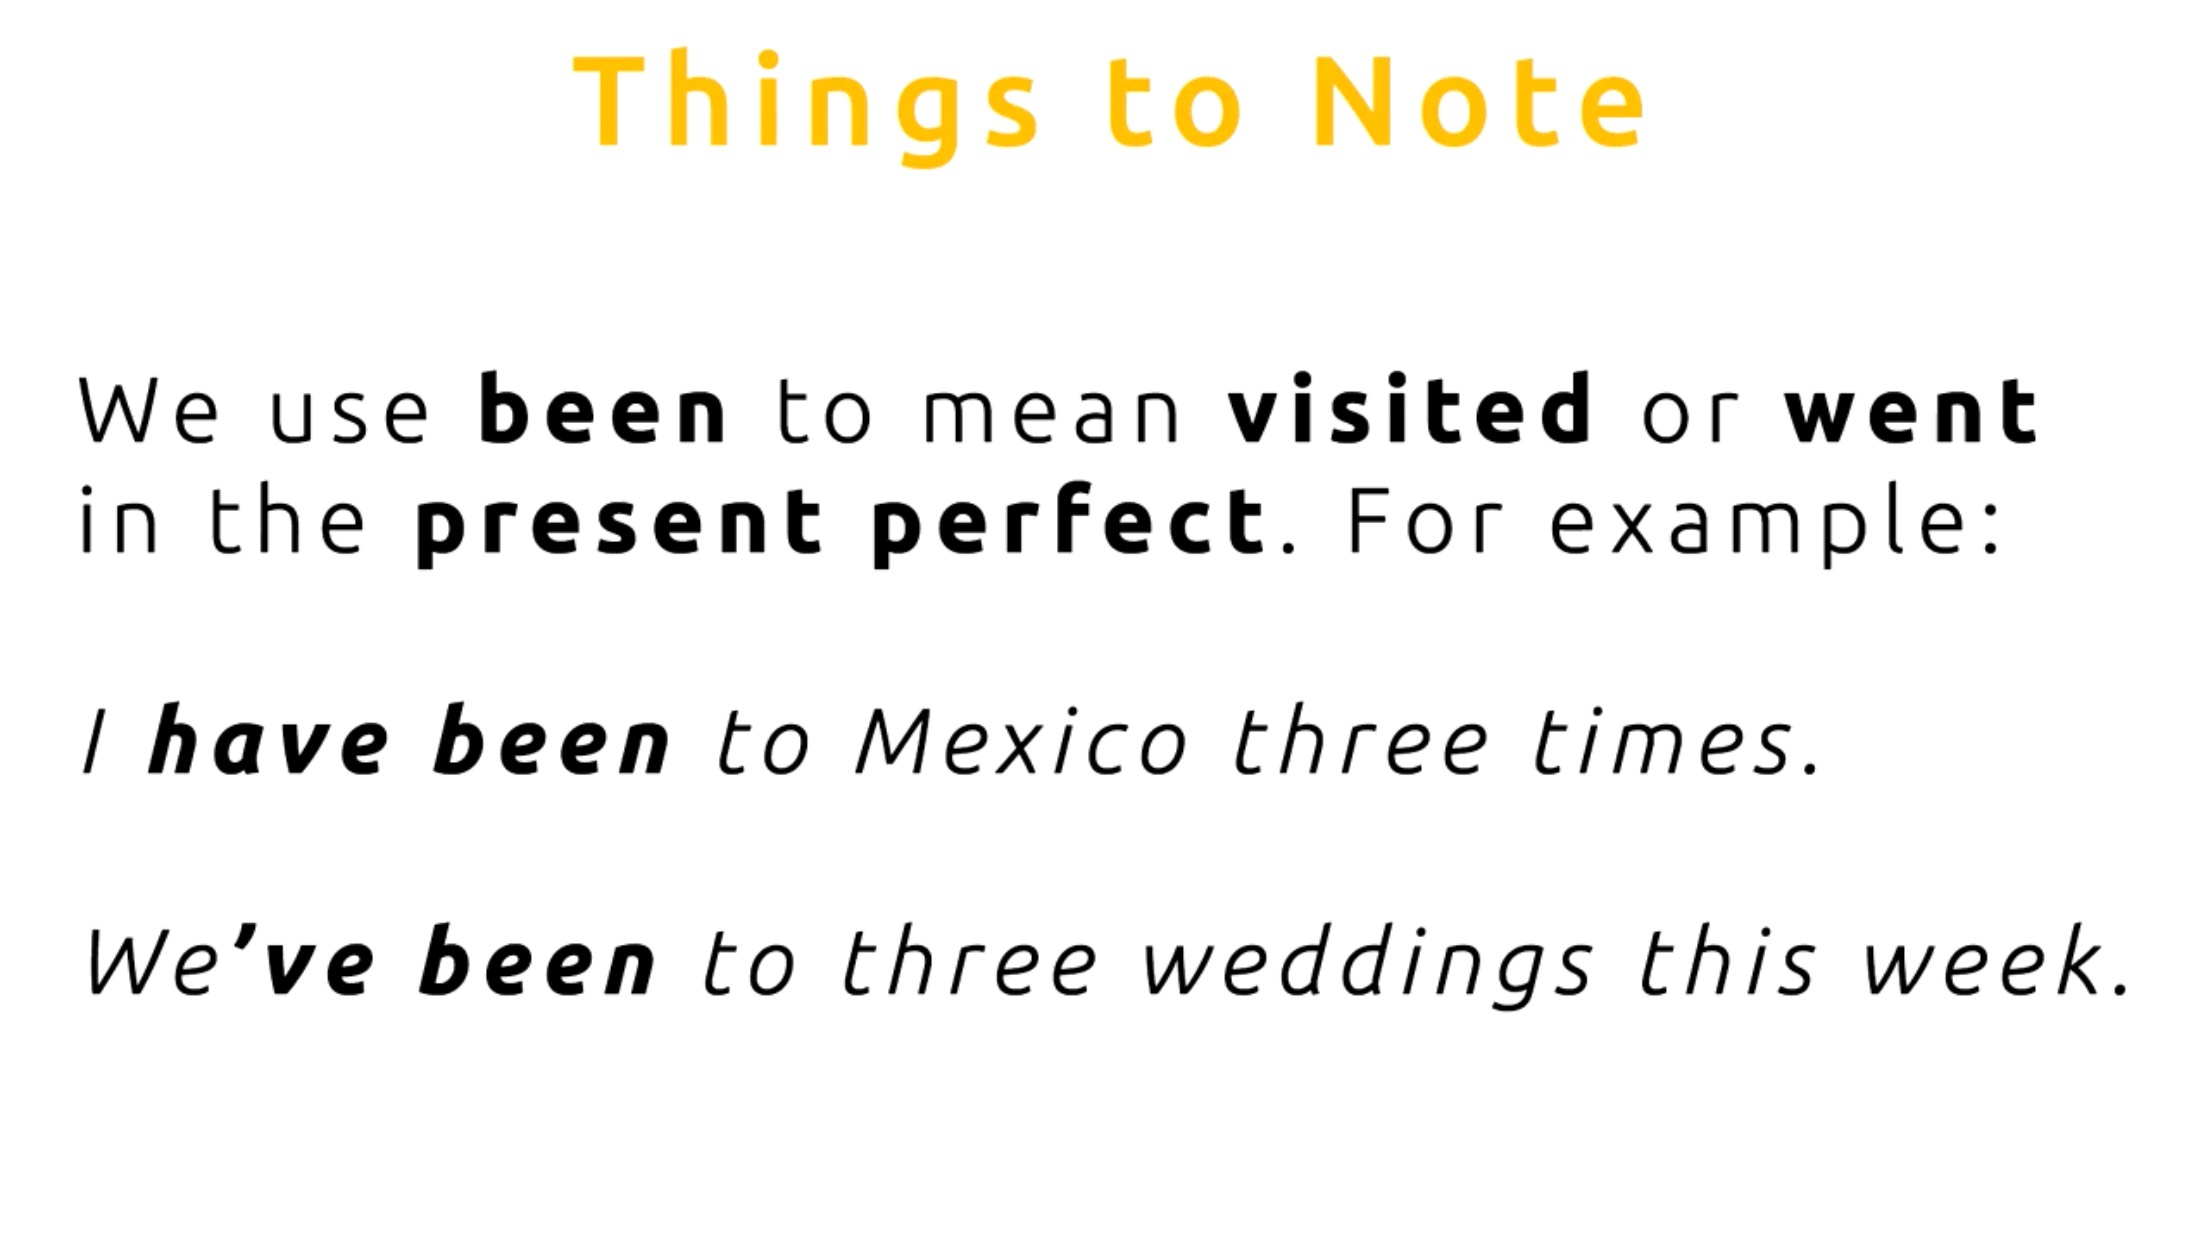 Things to Note
We use been to mean visited or went
in the present perfect. For example:
I have been to Mexico three times.
We’ve been to three weddings this week.